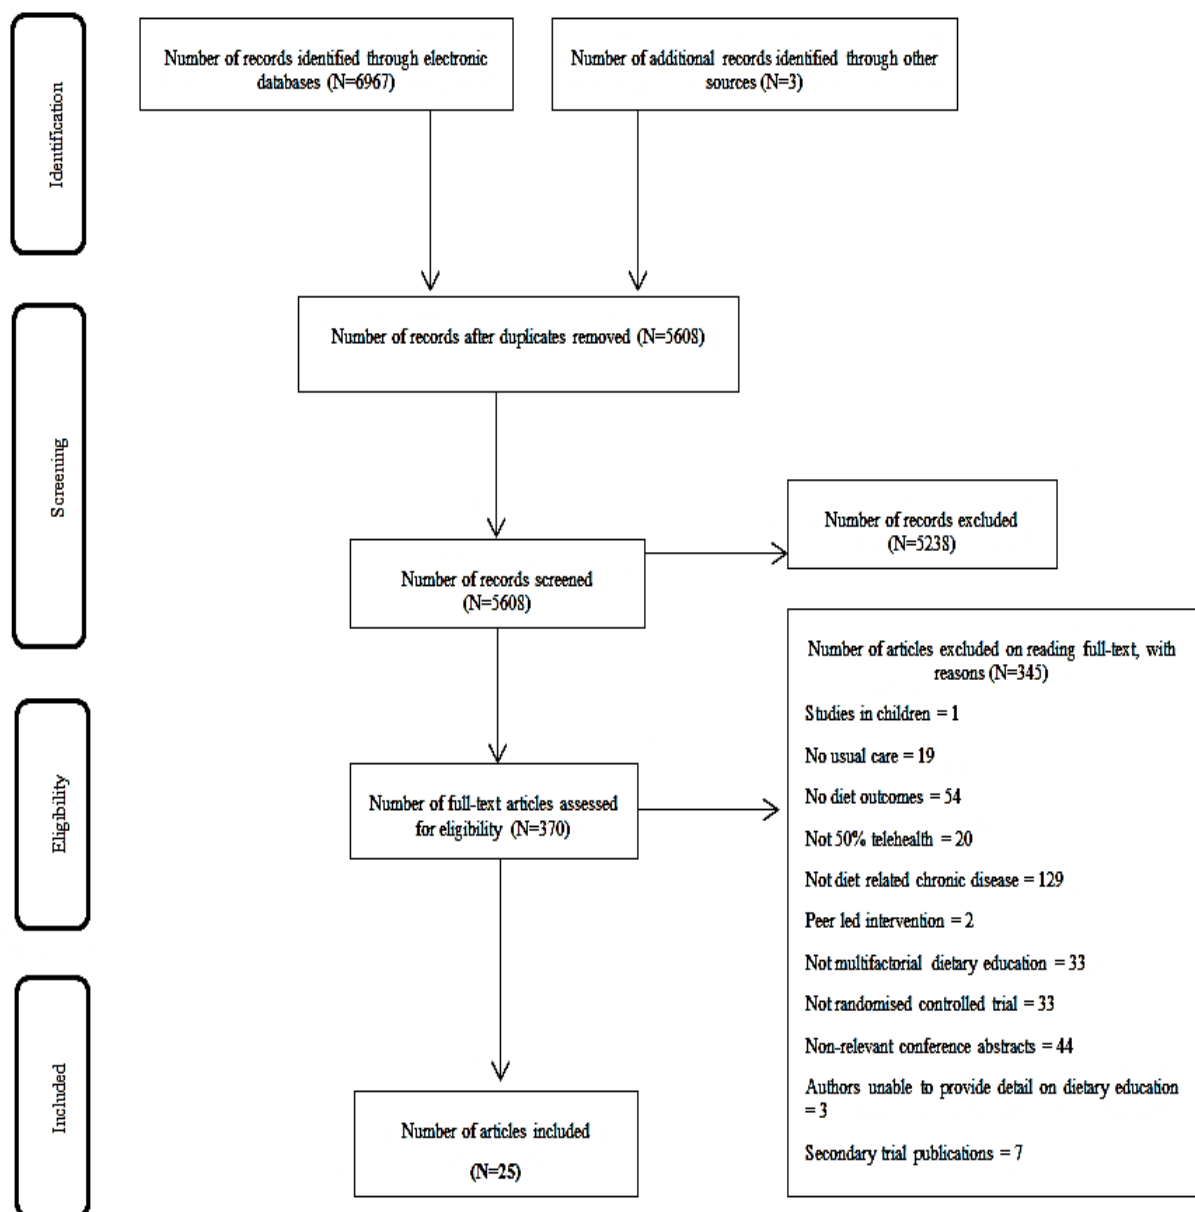 Identification
Number of records identified through electronic
databases (N=6967)
Number of additional records identified through other
sources (N=3)
Screening
Number of records after duplicates removed (N=5608)
Number of records screened
(N=5608)
Number of records excluded
(N=5238)
Eligibility
Number of full-text articles assessed
for eligibility (N=370)
Number of articles excluded on reading full-text, with
reasons (N=345)
Studies in children = 1
No usual care = 19
No diet outcomes = 54
Not 50% telehealth = 20
Not diet related chronic disease = 129
Peer led intervention = 2
Not multifactorial dietary education = 33
Not randomised controlled trial = 33
Non-relevant conference abstracts = 44
Authors unable to provide detail on dietary education
= 3
Secondary trial publications = 7
Included
Number of articles included
(N=25)